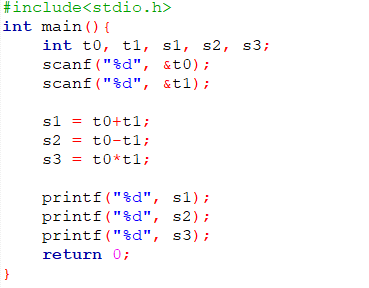 #include<stdio.h>
int main(){
    int t0, t1, s1, s2, s3;
    scanf("%d", &t0);
    scanf("%d", &t1);

    s1 = t0+t1;
    s2 = t0-t1;
    s3 = t0*t1;

    printf("%d", s1);
    printf("%d", s2);
    printf("%d", s3);
    return 0;
}